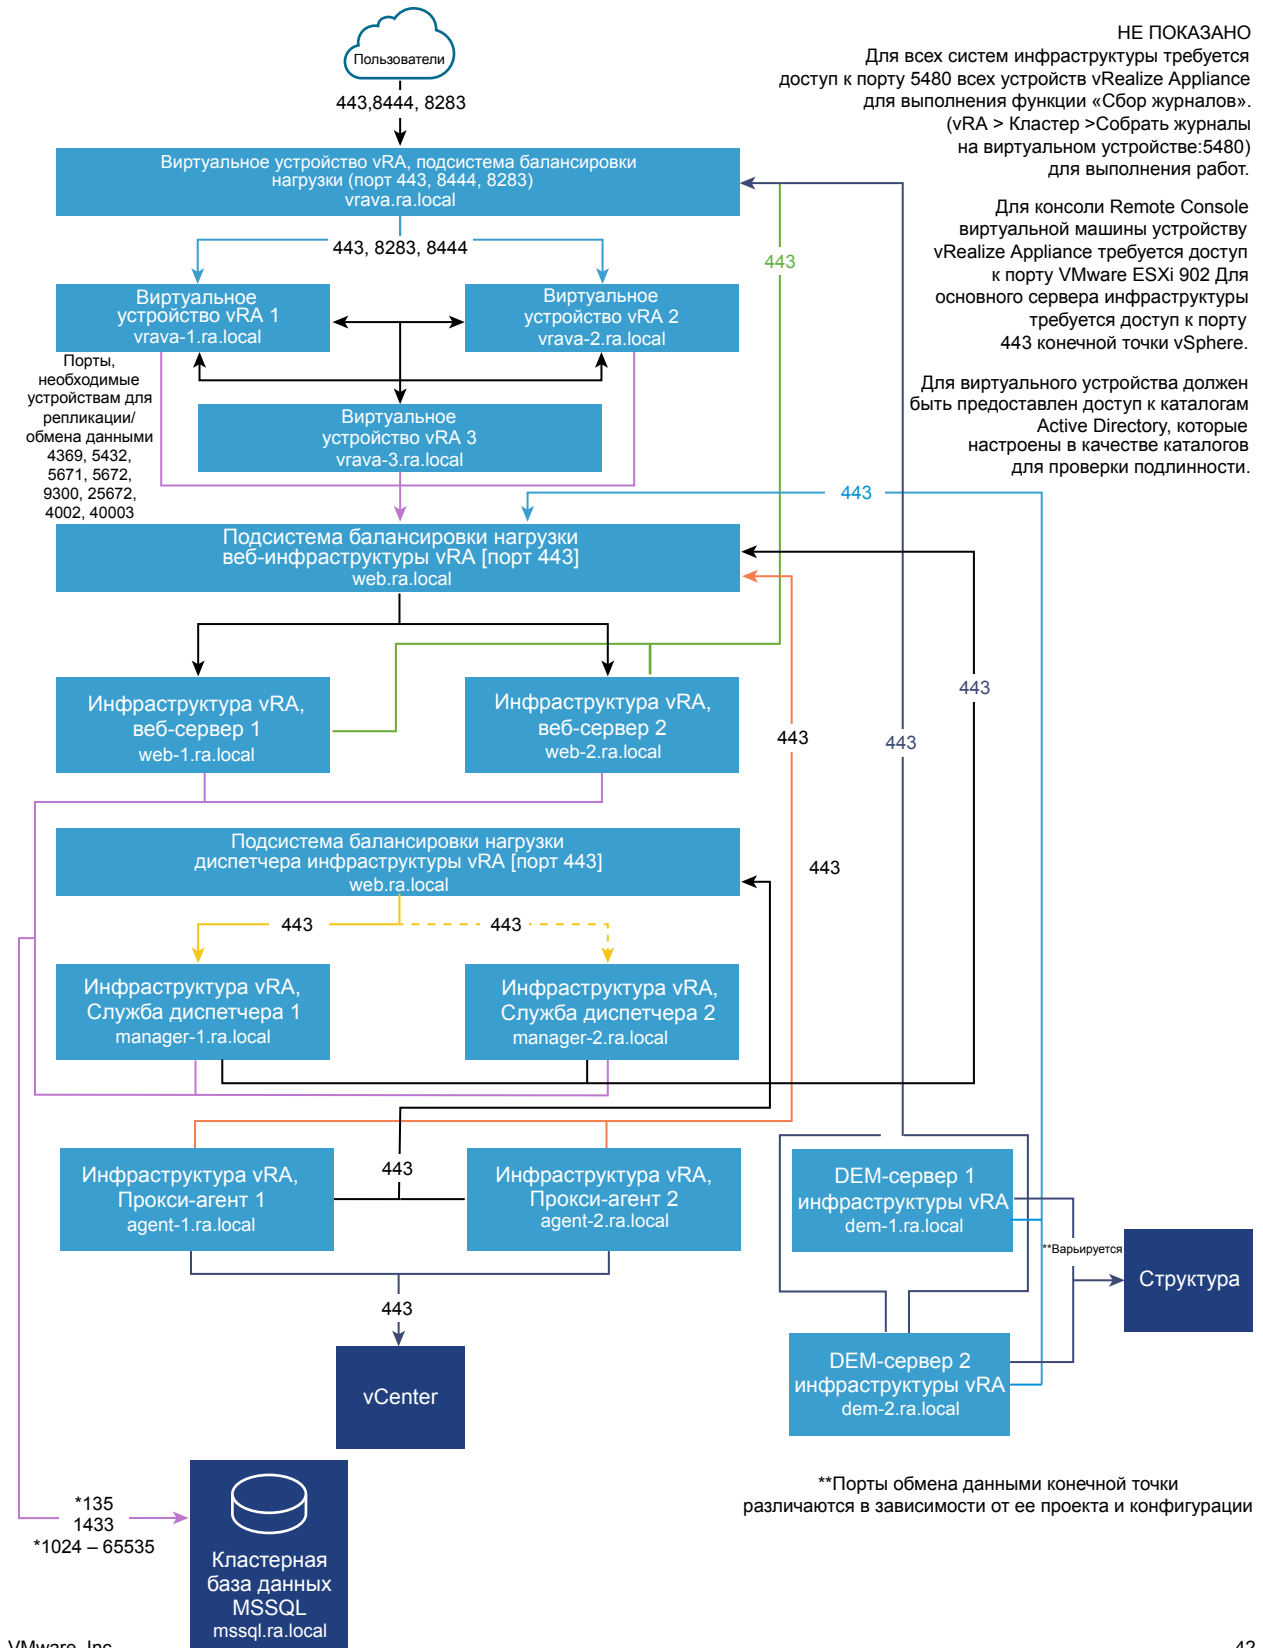 Пользователи
443,8444, 8283
НЕ ПОКАЗАНО
Для всех систем инфраструктуры требуется
доступ к порту 5480 всех устройств vRealize Appliance
для выполнения функции «Сбор журналов».
(vRA > Кластер >Собрать журналы
на виртуальном устройстве:5480)
для выполнения работ.
Для консоли Remote Console
виртуальной машины устройству
vRealize Appliance требуется доступ
к порту VMware ESXi 902 Для
основного сервера инфраструктуры
требуется доступ к порту
443 конечной точки vSphere.
Для виртуального устройства должен
быть предоставлен доступ к каталогам
Active Directory, которые
настроены в качестве каталогов
для проверки подлинности.
Виртуальное устройство vRA, подсистема балансировки
нагрузки (порт 443, 8444, 8283)
vrava.ra.local
443, 8283, 8444
443
Виртуальное
устройство vRA 1
vrava-1.ra.local
Виртуальное
устройство vRA 2
vrava-2.ra.local
Порты,
необходимые
устройствам для
репликации/
обмена данными
4369, 5432,
5671, 5672,
9300, 25672,
4002, 40003
Виртуальное
устройство vRA 3
vrava-3.ra.local
443
Подсистема балансировки нагрузки
веб-инфраструктуры vRA [порт 443]
web.ra.local
Инфраструктура vRA,
веб-сервер 1
web-1.ra.local
Инфраструктура vRA,
веб-сервер 2
web-2.ra.local
443
443
443
Подсистема балансировки нагрузки
диспетчера инфраструктуры vRA [порт 443]
web.ra.local
443
443
443
Инфраструктура vRA,
Служба диспетчера 1
manager-1.ra.local
Инфраструктура vRA,
Служба диспетчера 2
manager-2.ra.local
Инфраструктура vRA,
Прокси-агент 1
agent-1.ra.local
443
Инфраструктура vRA,
Прокси-агент 2
agent-2.ra.local
DEM-сервер 1
инфраструктуры vRA
dem-1.ra.local
**Варьируется
Структура
443
vCenter
DEM-сервер 2
инфраструктуры vRA
dem-2.ra.local
**Порты обмена данными конечной точки
различаются в зависимости от ее проекта и конфигурации
*135
1433
*1024 – 65535
Кластерная
база данных
MSSQL
mssql.ra.local
VMware, Inc.
42